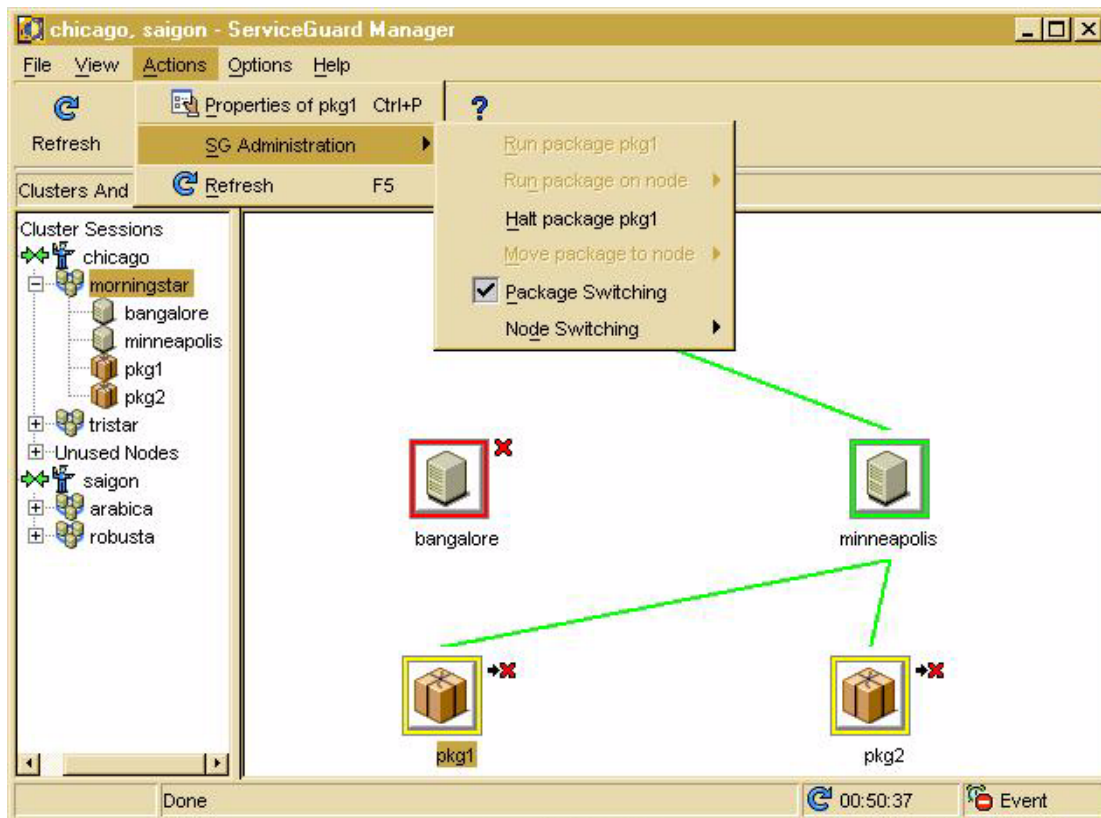 chicago, saigon - ServiceGuard Manager
File View Actions Options Help
Refresh
Properties of pkg1 Ctrl+P
SG Administration
Refresh F5
?
Run package pkg1
Run package on node
Halt package pkg1
Move package to node
Package Switching
Node Switching
Clusters And
Cluster Sessions
chicago
morningstar
bangalore
minneapolis
pkg1
pkg2
tristar
Unused Nodes
saigon
arabica
robusta
bangalore
minneapolis
pkg1
pkg2
Done
00:50:37
Event